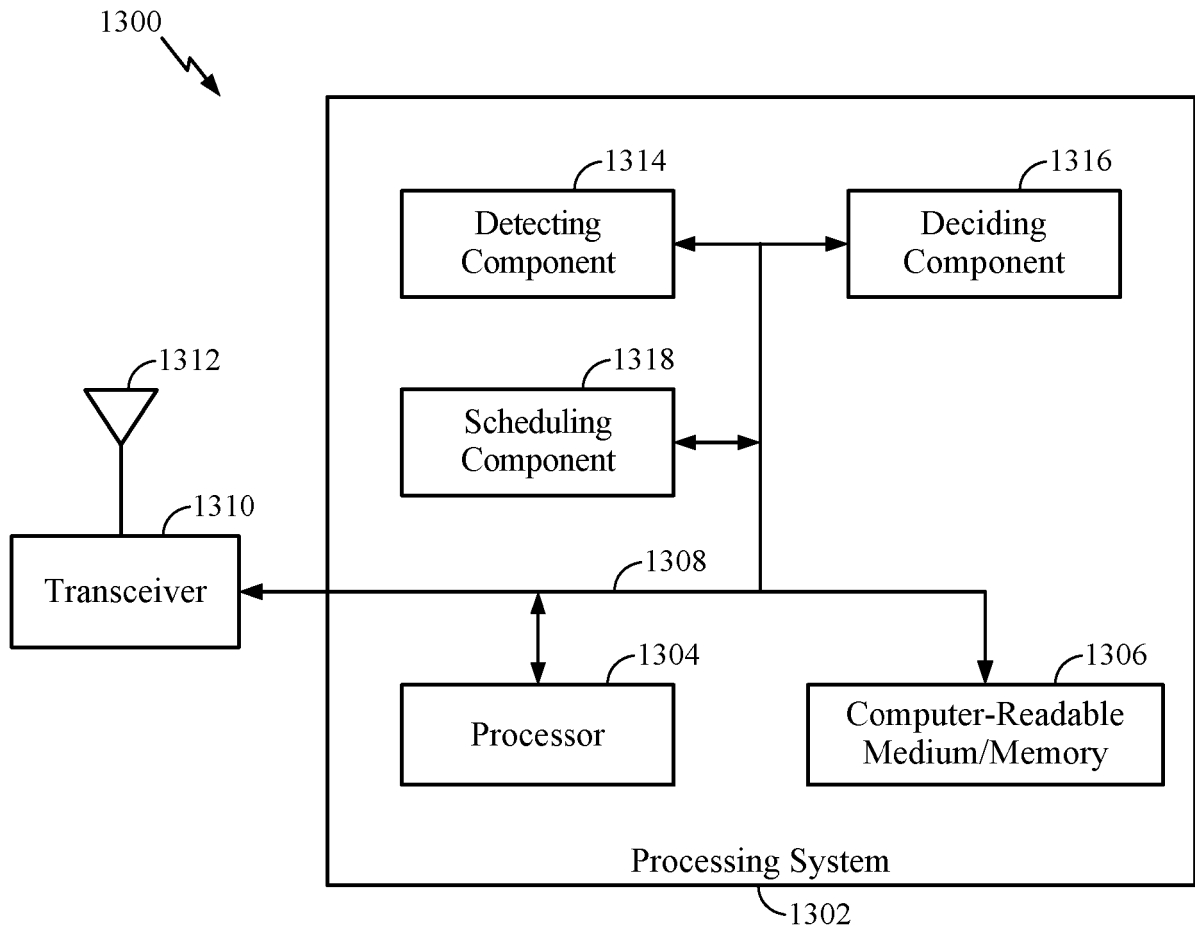 1300
1314
Detecting
Component
1316
Deciding
Component
1312
1318
Scheduling
Component
1310
Transceiver
1308
1304
Processor
1306
Computer-Readable
Medium/Memory
Processing System
1302